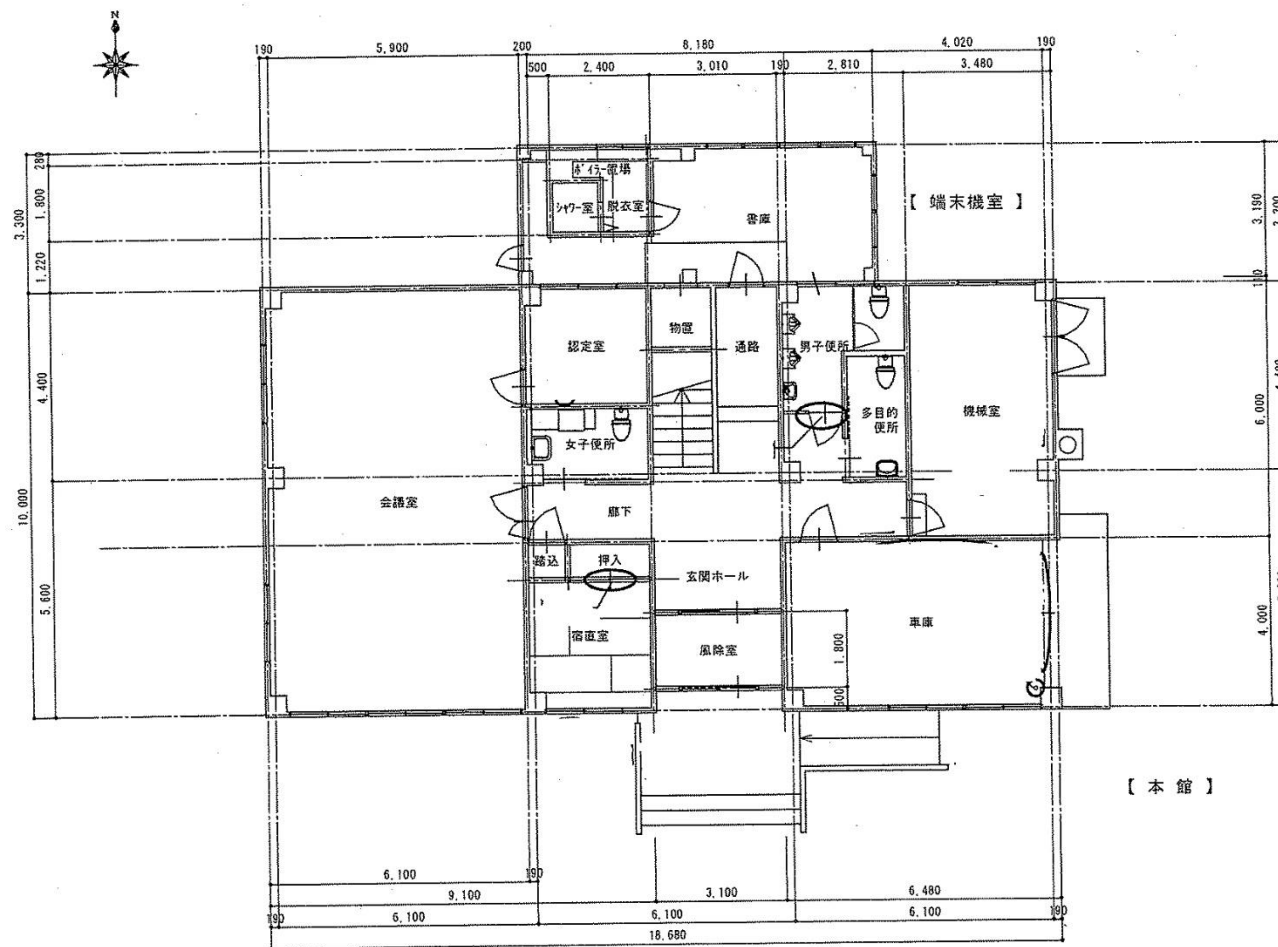 N
190 5,900 200 8,180 4,020 190
500 2,400 3,010 190 2,810 3,480
280
1,800
3,300
1,220
4,400
10,000
5,600
ボイラー置場
シャワー室
脱衣室
書庫
【 端末機室 】
3,190
110
認定室
物置
通路
男子便所
多目的
便所
機械室
6,000
女子便所
会議室
廊下
踏込
押入
玄関ホール
宿直室
風除室
1,800
車庫
4,000
【 本 館 】
6,100 190
9,100 3,100 6,480
190 6,100 6,100 6,100 190
18,680